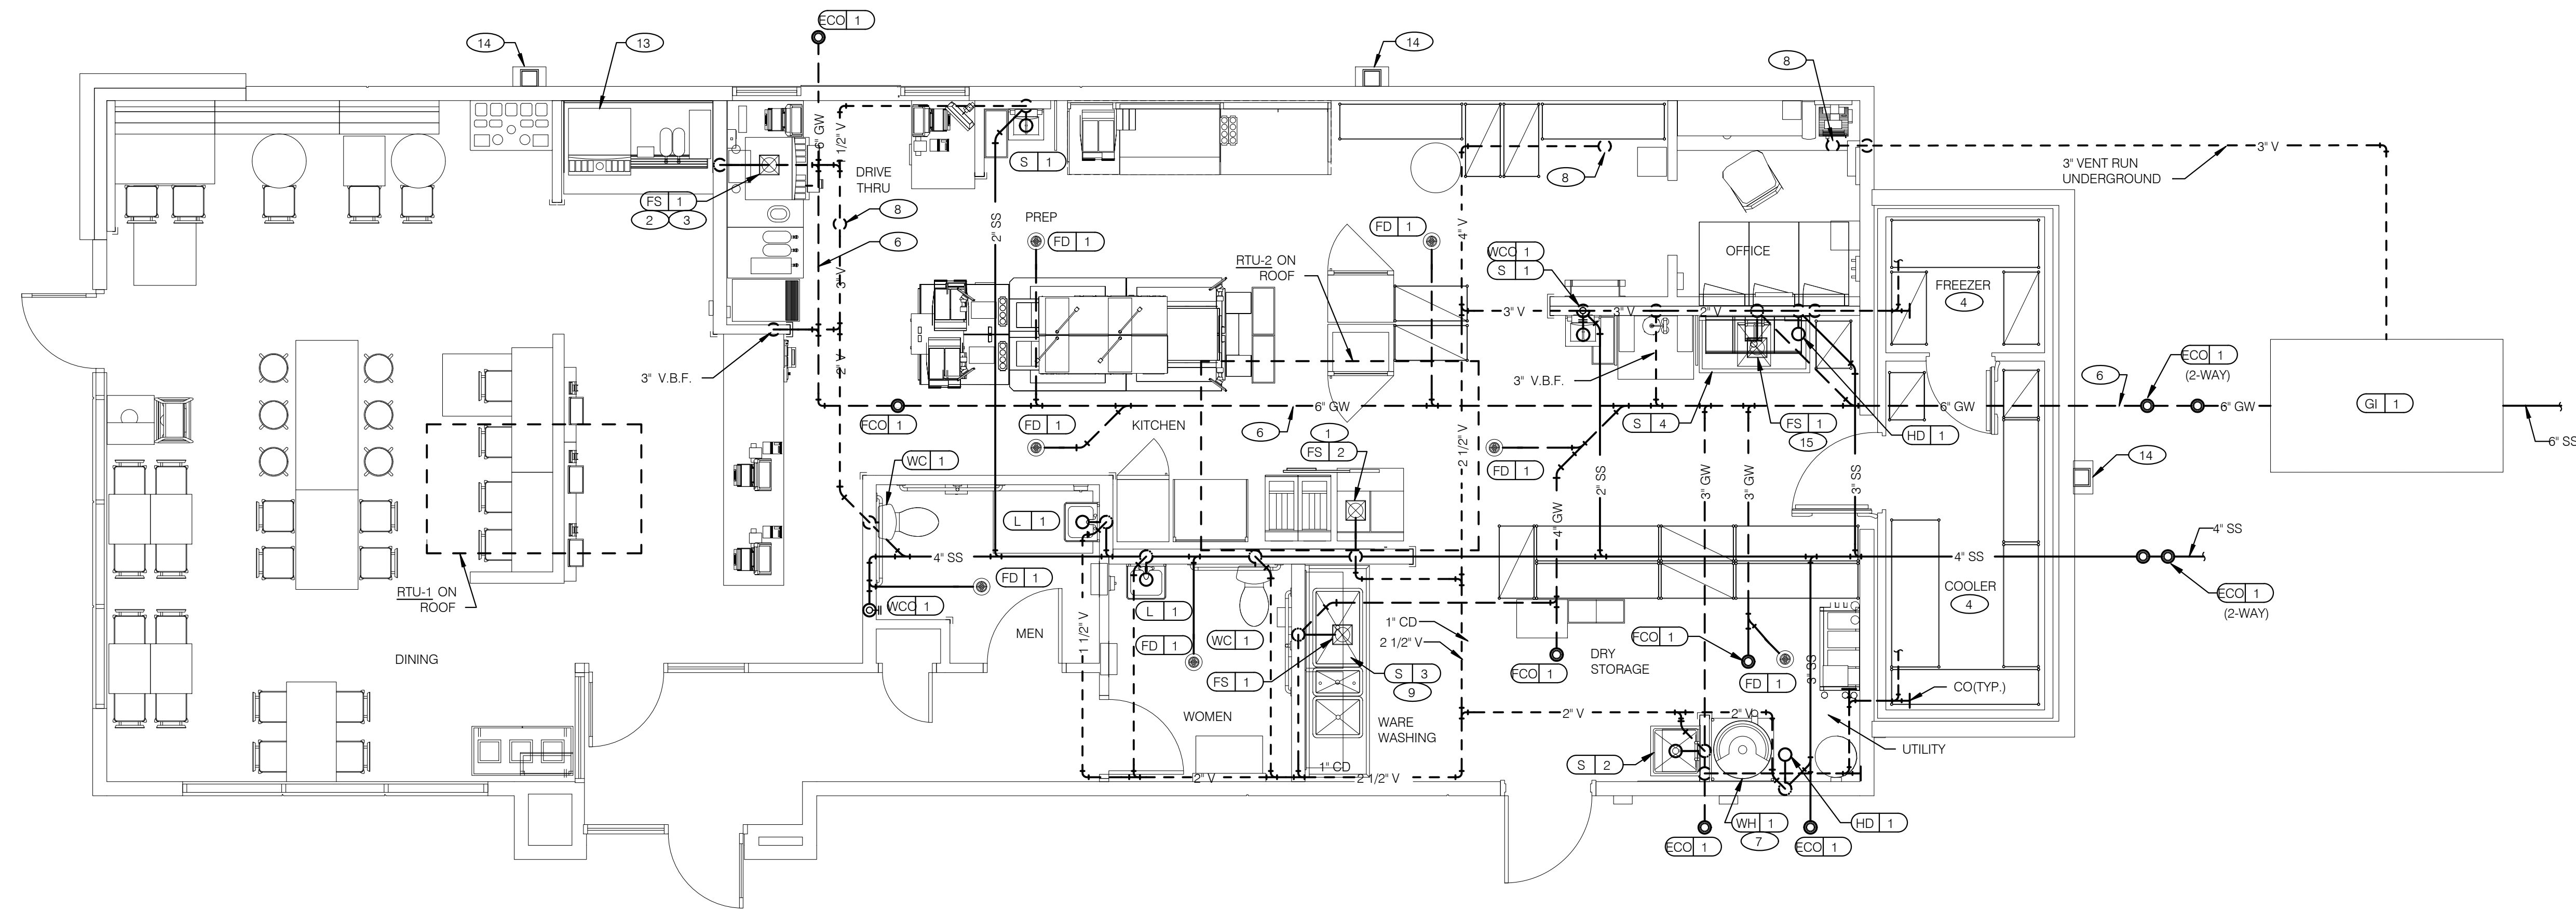 ECO 1
14
13
14
8
6" GW
1 1/2" V
DRIVE
THRU
S 1
FS 1
2 3
8
6
3" V
2" V
2" SS
PREP
FD 1
FD 1
4" V
8
3" V
3" VENT RUN
UNDERGROUND
RTU-2 ON
ROOF
WCO 1
S 1
OFFICE
FREEZER
4
3" V
3" V
2" V
3" V.B.F.
3" V.B.F.
ECO 1
(2-WAY)
6
6" GW
6" GW
6" GW
GI 1
6" SS
FCO 1
FD 1
KITCHEN
6
1
FS 2
2 1/2" V
FD 1
S 4
FS 1
15
HD 1
14
WC 1
L 1
4" SS
2" SS
4" GW
3" GW
3" GW
3" SS
4" SS
4" SS
RTU-1 ON
ROOF
FD 1
WCO 1
MEN
1 1/2" V
L 1
FD 1
WC 1
FS 1
1" CD
2 1/2" V
S 3
9
FCO 1
DRY
STORAGE
FCO 1
FD 1
3" SS
COOLER
4
ECO 1
(2-WAY)
DINING
CO(TYP.)
WOMEN
WARE
WASHING
2" V
2" V
UTILITY
S 2
1" CD
2" V
2 1/2" V
WH 1
7
HD 1
ECO 1
ECO 1